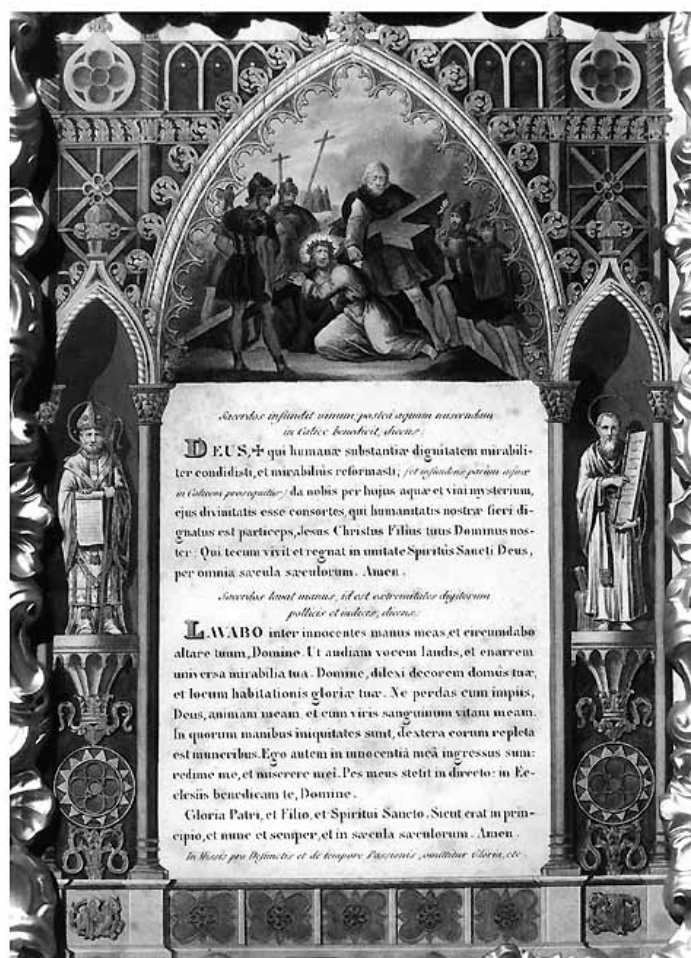 Sacerdos infundit vinum, postea aquam miscendam
in Calice benedicit, dicens:
DEUS, ✠ qui humanæ substantiæ dignitatem mirabili-
ter condidisti, et mirabilius reformasti; (et infundens parum aquæ
in Calicem prosequitur) da nobis per hujus aquæ et vini mysterium,
ejus divinitatis esse consortes, qui humanitatis nostræ fieri di-
gnatus est particeps, Jesus Christus Filius tuus Dominus nos-
ter: Qui tecum vivit et regnat in unitate Spiritûs Sancti Deus,
per omnia sæcula sæculorum. Amen.
Sacerdos lavat manus, id est extremitates digitorum
pollicis et indicis, dicens:
LAVABO inter innocentes manus meas, et circumdabo
altare tuum, Domine. Ut audiam vocem laudis, et enarrem
universa mirabilia tua. Domine, dilexi decorem domûs tuæ,
et locum habitationis gloriæ tuæ. Ne perdas cum impiis,
Deus, animam meam, et cum viris sanguinum vitam meam.
In quorum manibus iniquitates sunt, dextera eorum repleta
est muneribus. Ego autem in innocentiâ meâ ingressus sum:
redime me, et miserere mei. Pes meus stetit in directo: in Ec-
clesiis benedicam te, Domine.
Gloria Patri, et Filio, et Spiritui Sancto. Sicut erat in prin-
cipio, et nunc et semper, et in sæcula sæculorum. Amen.
In Missis pro Defunctis et de tempore Passionis, omittitur Gloria, etc.